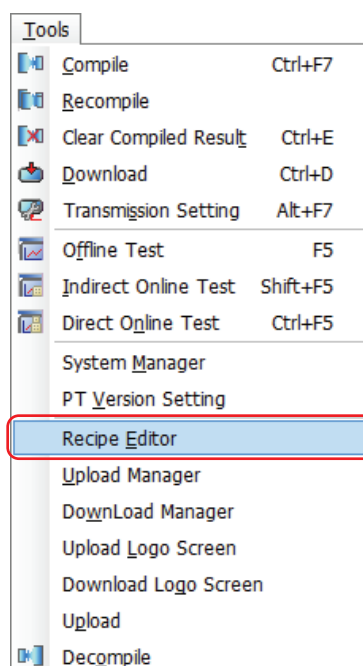 Tools
Compile Ctrl+F7
Recompile
Clear Compiled Result Ctrl+E
Download Ctrl+D
Transmission Setting Alt+F7
Offline Test F5
Indirect Online Test Shift+F5
Direct Online Test Ctrl+F5
System Manager
PT Version Setting
Recipe Editor
Upload Manager
DownLoad Manager
Upload Logo Screen
Download Logo Screen
Upload
Decompile